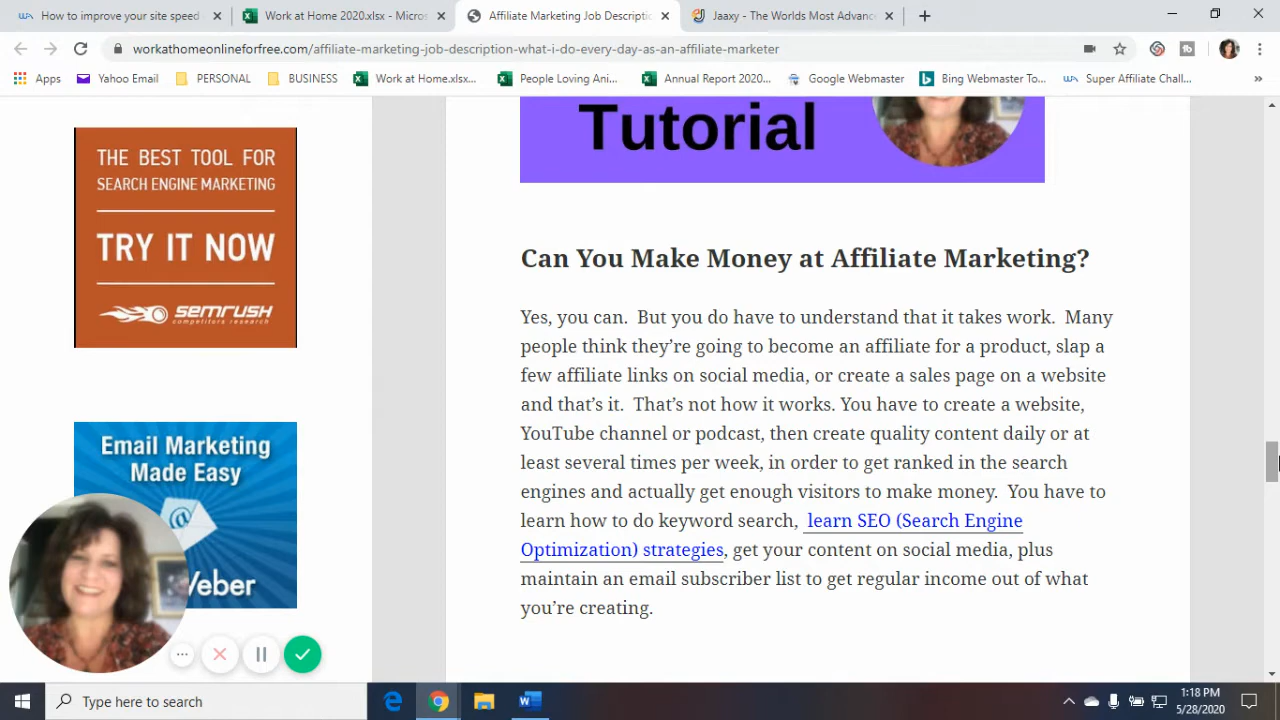 How to improve your site speed
Work at Home 2020.xlsx - Micros
Affiliate Marketing Job Descripti
Jaaxy - The Worlds Most Advanc
workathomeonlineforfree.com/affiliate-marketing-job-description-what-i-do-every-day-as-an-affiliate-marketer
Apps
Yahoo Email
PERSONAL
BUSINESS
Work at Home.xlsx...
People Loving Ani...
Annual Report 2020...
Google Webmaster
Bing Webmaster To...
Super Affiliate Chall...
THE BEST TOOL FOR
SEARCH ENGINE MARKETING
TRY IT NOW
semrush
competitors research
Email Marketing
Made Easy
@
Weber
Tutorial
Can You Make Money at Affiliate Marketing?
Yes, you can.  But you do have to understand that it takes work.  Many
people think they're going to become an affiliate for a product, slap a
few affiliate links on social media, or create a sales page on a website
and that's it.  That's not how it works. You have to create a website,
YouTube channel or podcast, then create quality content daily or at
least several times per week, in order to get ranked in the search
engines and actually get enough visitors to make money.  You have to
learn how to do keyword search,  learn SEO (Search Engine
Optimization) strategies, get your content on social media, plus
maintain an email subscriber list to get regular income out of what
you're creating.
Type here to search
1:18 PM
5/28/2020